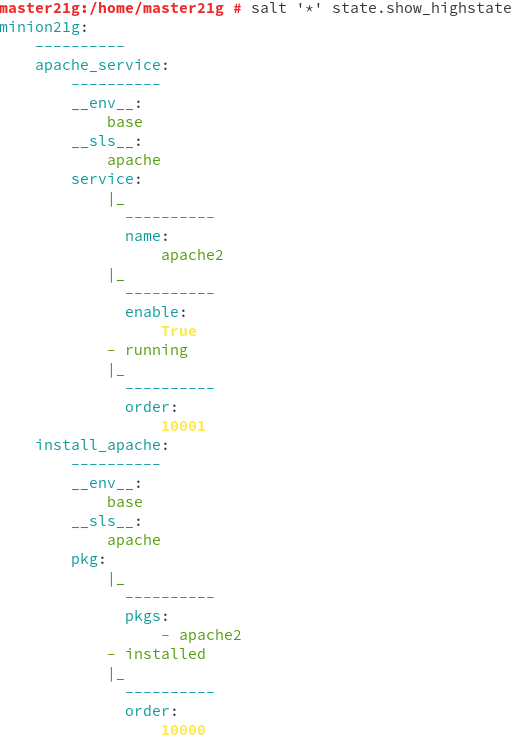 master21g:/home/master21g # salt '*' state.show_highstate
minion21g:
    ----------
    apache_service:
        ----------
        __env__:
            base
        __sls__:
            apache
        service:
            |_
              ----------
              name:
                  apache2
            |_
              ----------
              enable:
                  True
            - running
            |_
              ----------
              order:
                  10001
    install_apache:
        ----------
        __env__:
            base
        __sls__:
            apache
        pkg:
            |_
              ----------
              pkgs:
                  - apache2
            - installed
            |_
              ----------
              order:
                  10000